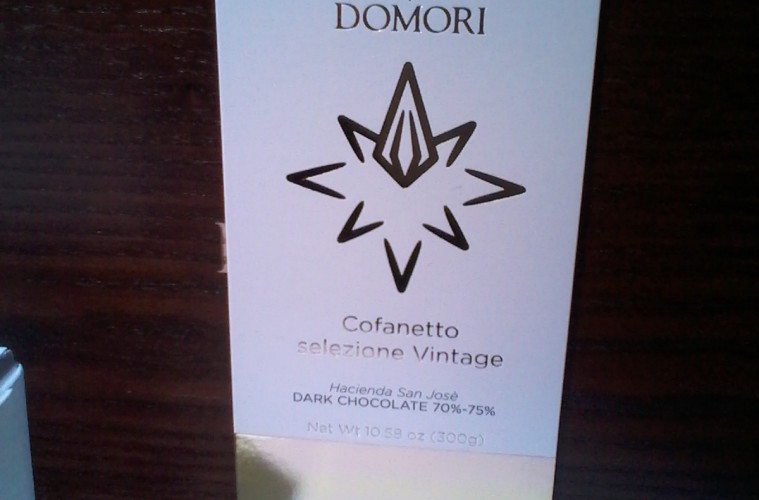 DOMORI
Cofanetto
selezione Vintage
Hacienda San José
DARK CHOCOLATE 70%-75%
Net Wt 10.58 oz (300g)